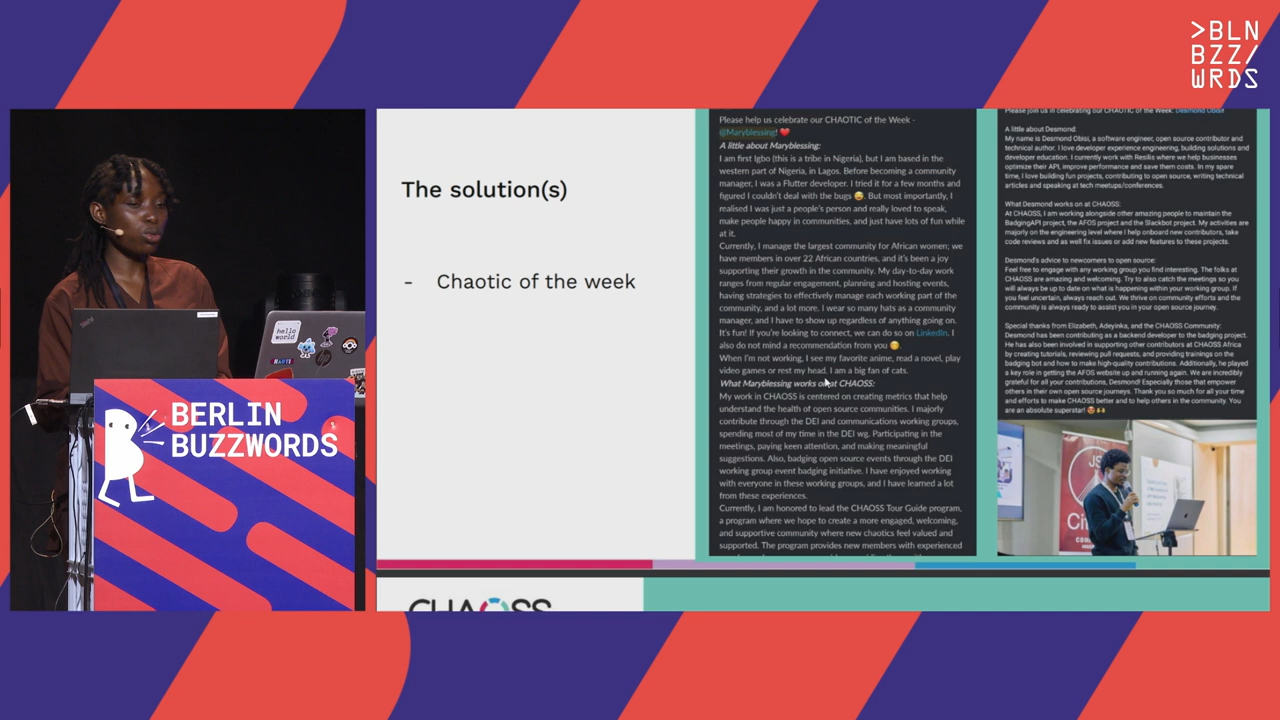 >BLN
BZZ/
WRDS
hello
world
BERLIN
BUZZWORDS
The solution(s)
- Chaotic of the week
Please help us celebrate our CHAOTIC of the Week -
@Maryblessing! ❤️
A little about Maryblessing:
I am first Igbo (this is a tribe in Nigeria), but I am based in the
western part of Nigeria, in Lagos. Before becoming a community
manager, I was a Flutter developer. I tried it for a few months and
figured I couldn't deal with the bugs 😅. But most importantly, I
realised I was just a people's person and really loved to speak,
make people happy in communities, and just have lots of fun while
at it.
Currently, I manage the largest community for African women; we
have members in over 22 African countries, and it's been a joy
supporting their growth in the community. My day-to-day work
ranges from regular engagement, planning and hosting events,
having strategies to effectively manage each working part of the
community, and a lot more. I wear so many hats as a community
manager, and I have to show up regardless of anything going on.
It's fun! If you're looking to connect, we can do so on LinkedIn. I
also do not mind a recommendation from you 😊.
When I'm not working, I see my favorite anime, read a novel, play
video games or rest my head. I am a big fan of cats.
What Maryblessing works on at CHAOSS:
My work in CHAOSS is centered on creating metrics that help
understand the health of open source communities. I majorly
contribute through the DEI and communications working groups,
spending most of my time in the DEI wg. Participating in the
meetings, paying keen attention, and making meaningful
suggestions. Also, badging open source events through the DEI
working group event badging initiative. I have enjoyed working
with everyone in these working groups, and I have learned a lot
from these experiences.
Currently, I am honored to lead the CHAOSS Tour Guide program,
a program where we hope to create a more engaged, welcoming,
and supportive community where new chaotics feel valued and
supported. The program provides new members with experienced
Please join us in celebrating our CHAOTIC of the Week: Desmond Obisi!
A little about Desmond:
My name is Desmond Obisi, a software engineer, open source contributor and
technical author. I love developer experience engineering, building solutions and
developer education. I currently work with Resilis where we help businesses
optimize their API, improve performance and save them costs. In my spare
time, I love building fun projects, contributing to open source, writing technical
articles and speaking at tech meetups/conferences.
What Desmond works on at CHAOSS:
At CHAOSS, I am working alongside other amazing people to maintain the
BadgingAPI project, the AFOS project and the Slackbot project. My activities are
majorly on the engineering level where I help onboard new contributors, take
code reviews and as well fix issues or add new features to these projects.
Desmond's advice to newcomers to open source:
Feel free to engage with any working group you find interesting. The folks at
CHAOSS are amazing and welcoming. Try to also catch the meetings so you
will always be up to date on what is happening within your working group. If
you feel uncertain, always reach out. We thrive on community efforts and the
community is always ready to assist you in your open source journey.
Special thanks from Elizabeth, Adeyinka, and the CHAOSS Community:
Desmond has been contributing as a backend developer to the badging project.
He has also been involved in supporting other contributors at CHAOSS Africa
by creating tutorials, reviewing pull requests, and providing trainings on the
badging bot and how to make high-quality contributions. Additionally, he played
a key role in getting the AFOS website up and running again. We are incredibly
grateful for all your contributions, Desmond! Especially those that empower
others in their own open source journeys. Thank you so much for all your time
and efforts to make CHAOSS better and to help others in the community. You
are an absolute superstar! 🤩🙌
CHAOSS